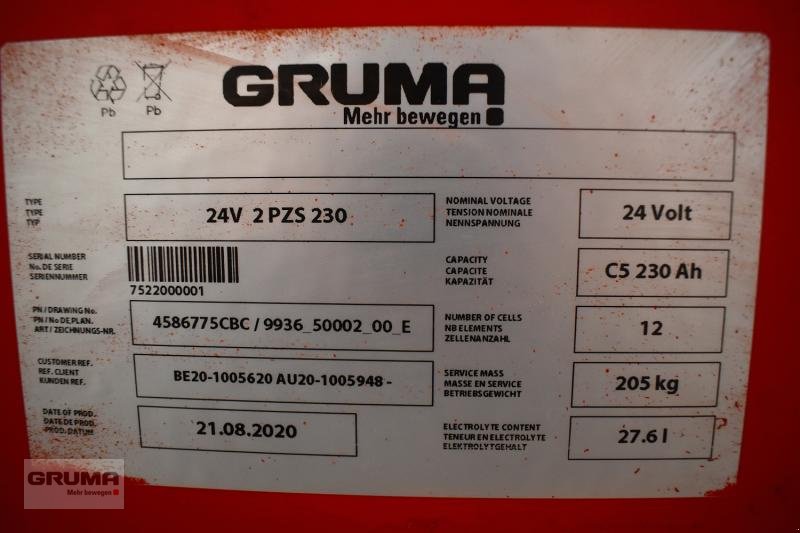 Pb
Pb
GRUMA
Mehr bewegen
TYPE
TYPE
TYP
24V 2 PZS 230
NOMINAL VOLTAGE
TENSION NOMINALE
NENNSPANNUNG
24 Volt
SERIAL NUMBER
No. DE SERIE
SERIENNUMMER
7522000001
CAPACITY
CAPACITE
KAPAZITÄT
C5 230 Ah
PN / DRAWING No.
PN / No DE PLAN.
ART / ZEICHNUNGS-NR.
4586775CBC / 9936_50002_00_E
NUMBER OF CELLS
NB ELEMENTS
ZELLENANZAHL
12
CUSTOMER REF.
REF. CLIENT
KUNDEN REF.
BE20-1005620 AU20-1005948 -
SERVICE MASS
MASSE EN SERVICE
BETRIEBSGEWICHT
205 kg
DATE OF PROD.
DATE DE PROD.
PROD. DATUM
21.08.2020
ELECTROLYTE CONTENT
TENEUR EN ELECTROLYTE
ELEKTROLYTGEHALT
27.6 l
GRUMA
Mehr bewegen